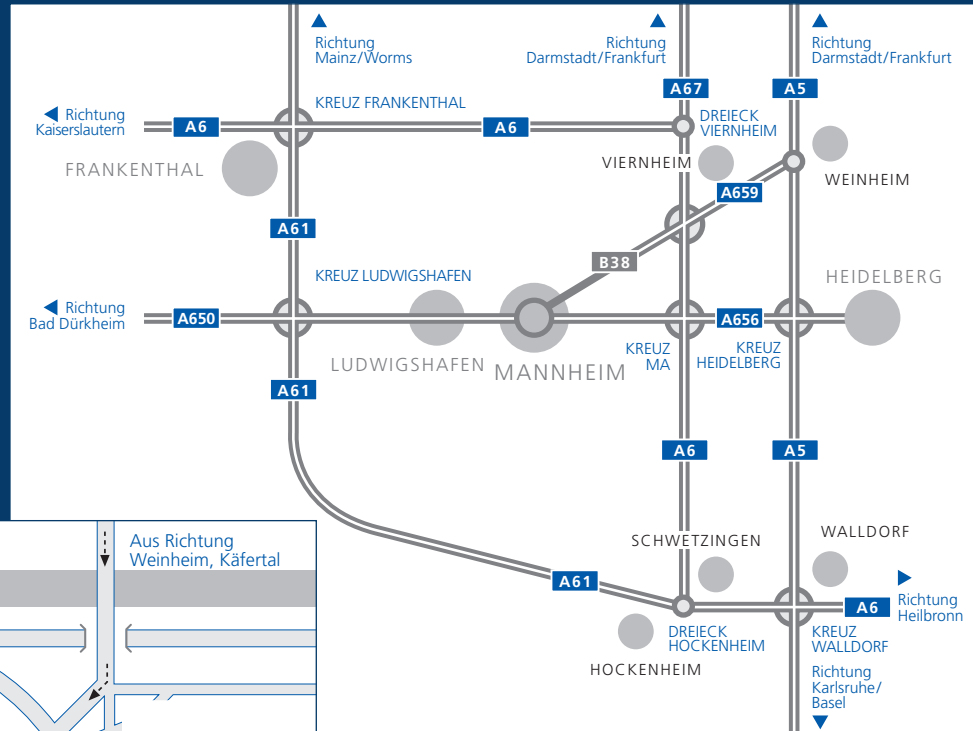 Richtung
Mainz/Worms
Richtung
Darmstadt/Frankfurt
Richtung
Darmstadt/Frankfurt
A67
A5
KREUZ FRANKENTHAL
Richtung
Kaiserslautern
A6
A6
DREIECK
VIERNHEIM
FRANKENTHAL
VIERNHEIM
WEINHEIM
A659
A61
B38
KREUZ LUDWIGSHAFEN
HEIDELBERG
Richtung
Bad Dürkheim
A650
A656
LUDWIGSHAFEN
MANNHEIM
KREUZ
MA
KREUZ
HEIDELBERG
A61
A6
A5
Aus Richtung
Weinheim, Käfertal
SCHWETZINGEN
WALLDORF
A61
A6
Richtung
Heilbronn
DREIECK
HOCKENHEIM
KREUZ
WALLDORF
HOCKENHEIM
Richtung
Karlsruhe/
Basel